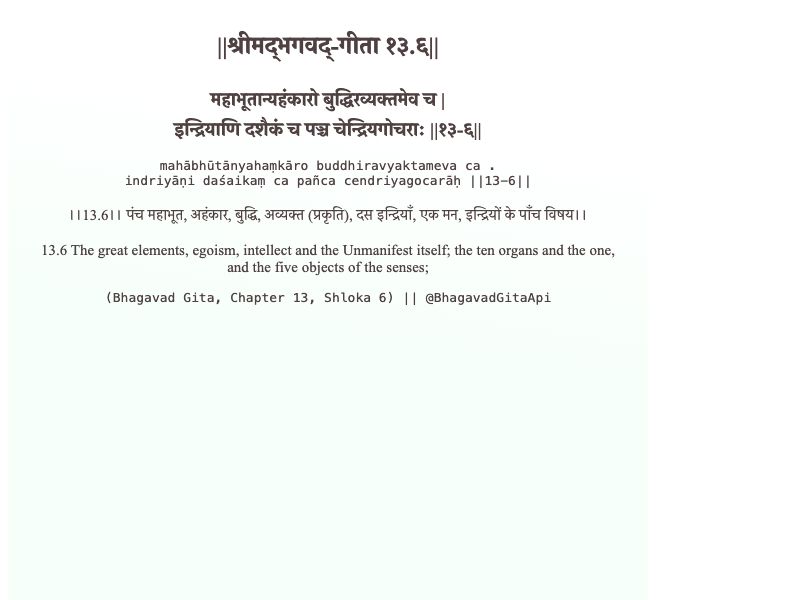 ||श्रीमद्‍भगवद्‍-गीता १३.६||
महाभूतान्यहंकारो बुद्धिरव्यक्तमेव च |
इन्द्रियाणि दशैकं च पञ्च चेन्द्रियगोचराः ||१३-६||
mahābhūtānyahaṃkāro buddhiravyaktameva ca .
indriyāṇi daśaikaṃ ca pañca cendriyagocarāḥ ||13-6||
।।13.6।। पंच महाभूत, अहंकार, बुद्धि, अव्यक्त (प्रकृति), दस इन्द्रियाँ, एक मन, इन्द्रियों के पाँच विषय।।
13.6 The great elements, egoism, intellect and the Unmanifest itself; the ten organs and the one,
and the five objects of the senses;
(Bhagavad Gita, Chapter 13, Shloka 6) || @BhagavadGitaApi